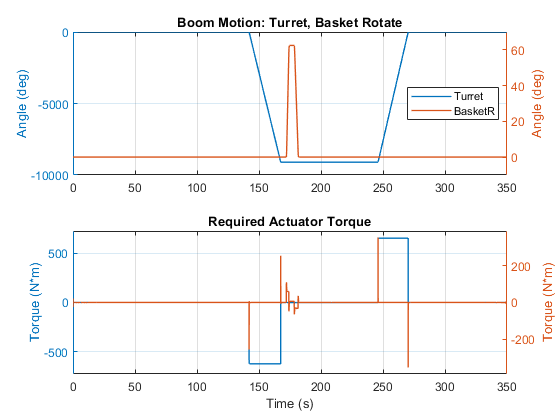 Boom Motion: Turret, Basket Rotate
0
-5000
-10000
Angle (deg)
60
40
20
0
Angle (deg)
Turret
BasketR
0 50 100 150 200 250 300 350
Required Actuator Torque
500
0
-500
Torque (N*m)
200
0
-200
Torque (N*m)
0 50 100 150 200 250 300 350
Time (s)